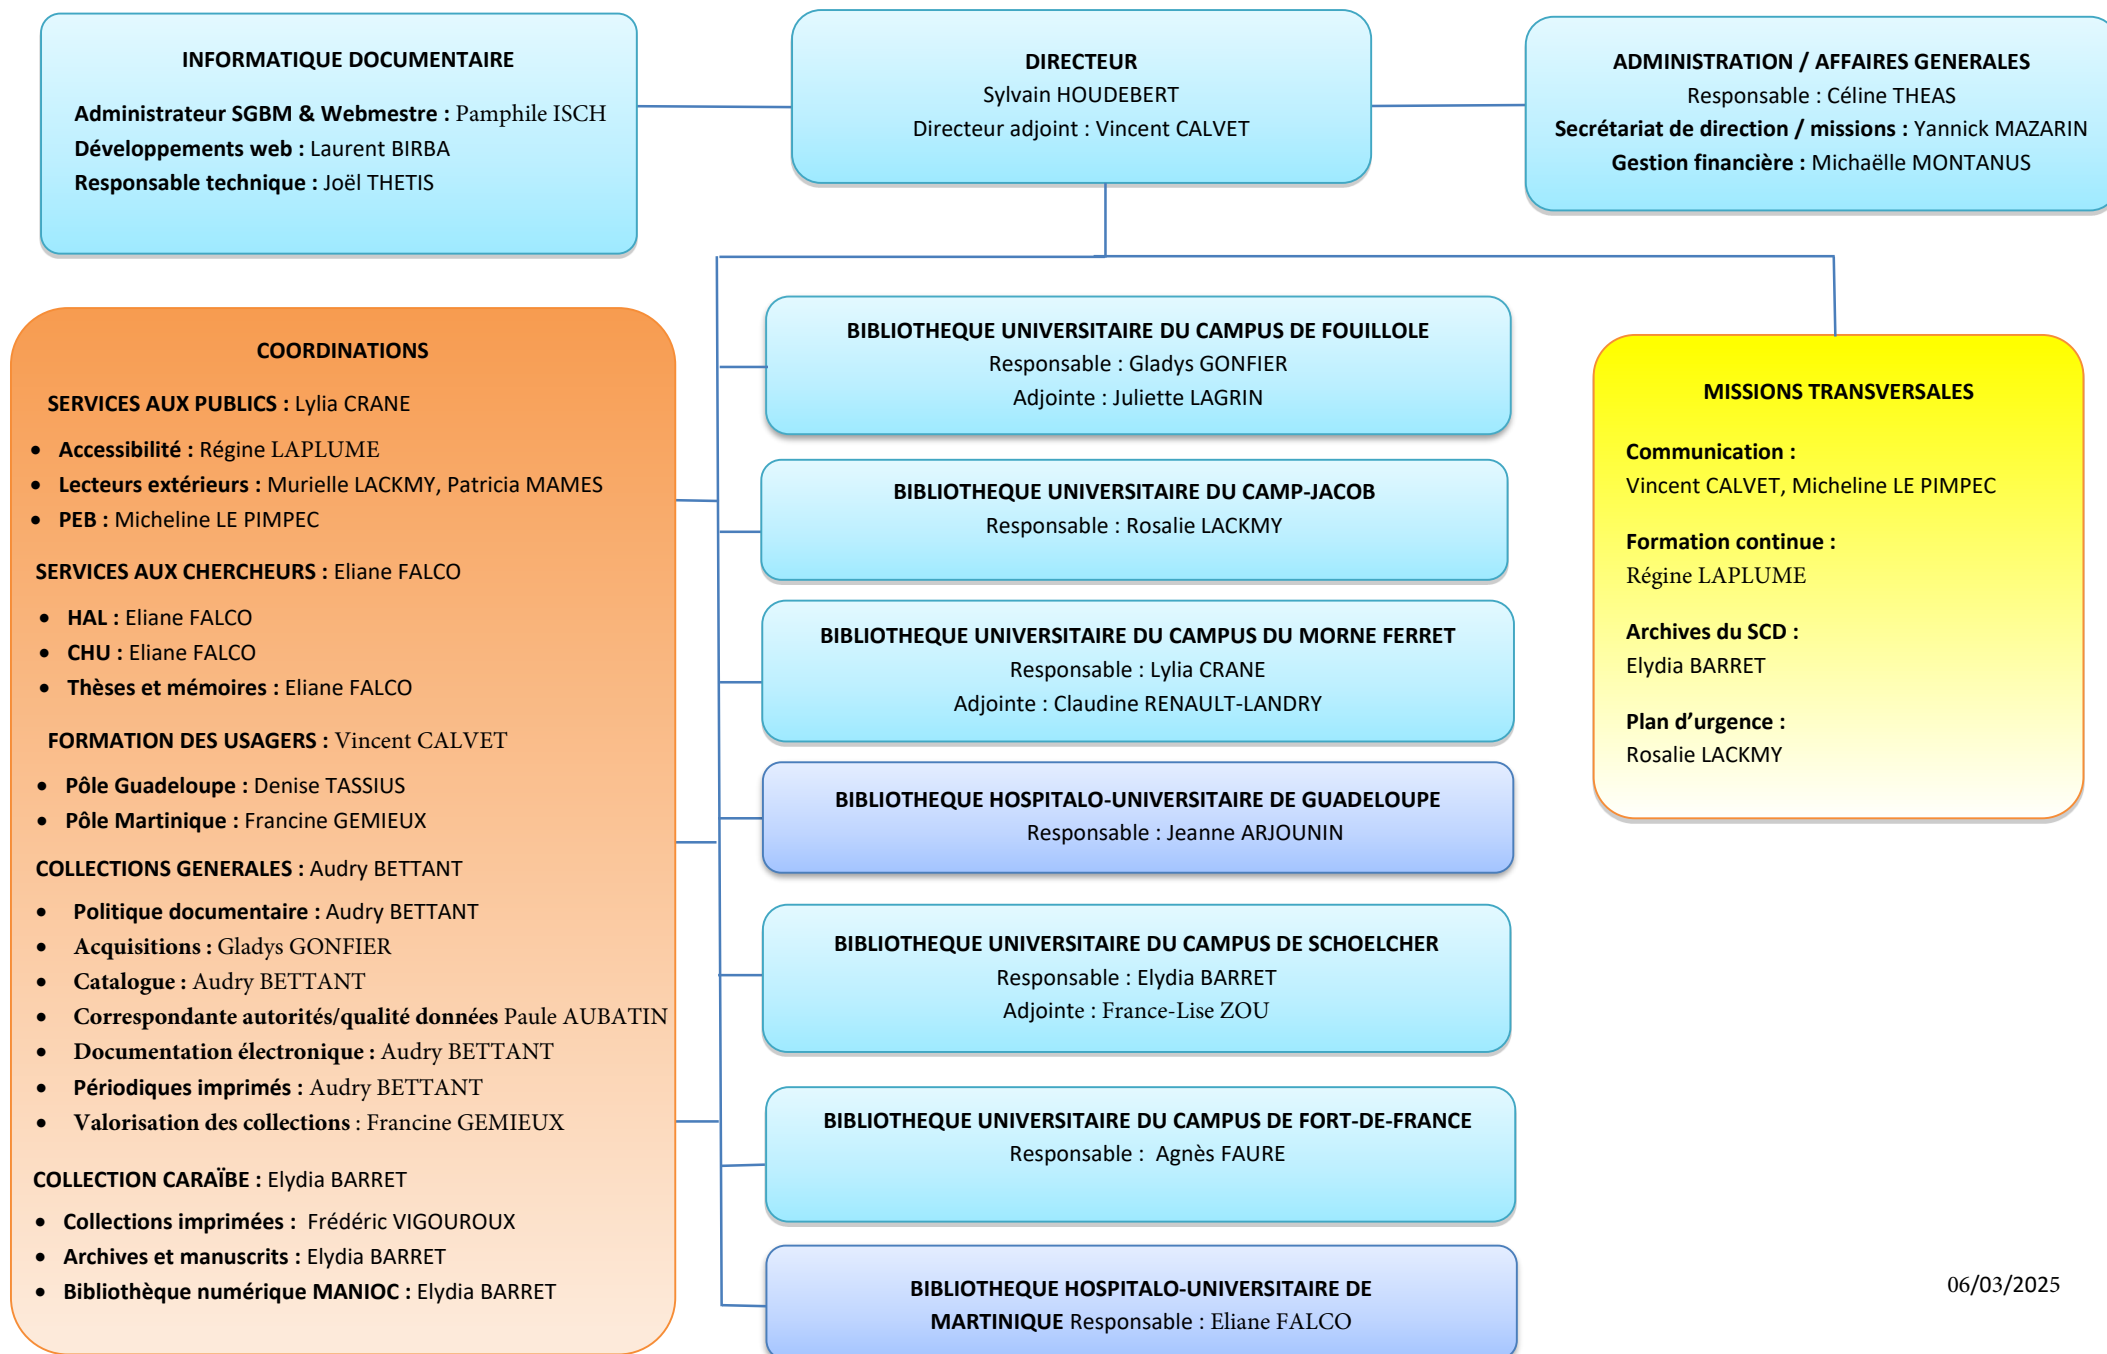 INFORMATIQUE DOCUMENTAIRE
Administrateur SGBM & Webmestre : Pamphile ISCH
Développements web : Laurent BIRBA
Responsable technique : Joël THETIS
DIRECTEUR
Sylvain HOUDEBERT
Directeur adjoint : Vincent CALVET
ADMINISTRATION / AFFAIRES GENERALES
Responsable : Céline THEAS
Secrétariat de direction / missions : Yannick MAZARIN
Gestion financière : Michaëlle MONTANUS
COORDINATIONS
SERVICES AUX PUBLICS : Lylia CRANE
• Accessibilité : Régine LAPLUME
• Lecteurs extérieurs : Murielle LACKMY, Patricia MAMES
• PEB : Micheline LE PIMPEC
SERVICES AUX CHERCHEURS : Eliane FALCO
• HAL : Eliane FALCO
• CHU : Eliane FALCO
• Thèses et mémoires : Eliane FALCO
FORMATION DES USAGERS : Vincent CALVET
• Pôle Guadeloupe : Denise TASSIUS
• Pôle Martinique : Francine GEMIEUX
COLLECTIONS GENERALES : Audry BETTANT
• Politique documentaire : Audry BETTANT
• Acquisitions : Gladys GONFIER
• Catalogue : Audry BETTANT
• Correspondante autorités/qualité données Paule AUBATIN
• Documentation électronique : Audry BETTANT
• Périodiques imprimés : Audry BETTANT
• Valorisation des collections : Francine GEMIEUX
COLLECTION CARAÏBE : Elydia BARRET
• Collections imprimées : Frédéric VIGOUROUX
• Archives et manuscrits : Elydia BARRET
• Bibliothèque numérique MANIOC : Elydia BARRET
BIBLIOTHEQUE UNIVERSITAIRE DU CAMPUS DE FOUILLOLE
Responsable : Gladys GONFIER
Adjointe : Juliette LAGRIN
BIBLIOTHEQUE UNIVERSITAIRE DU CAMP-JACOB
Responsable : Rosalie LACKMY
BIBLIOTHEQUE UNIVERSITAIRE DU CAMPUS DU MORNE FERRET
Responsable : Lylia CRANE
Adjointe : Claudine RENAULT-LANDRY
BIBLIOTHEQUE HOSPITALO-UNIVERSITAIRE DE GUADELOUPE
Responsable : Jeanne ARJOUNIN
BIBLIOTHEQUE UNIVERSITAIRE DU CAMPUS DE SCHOELCHER
Responsable : Elydia BARRET
Adjointe : France-Lise ZOU
BIBLIOTHEQUE UNIVERSITAIRE DU CAMPUS DE FORT-DE-FRANCE
Responsable : Agnès FAURE
BIBLIOTHEQUE HOSPITALO-UNIVERSITAIRE DE
MARTINIQUE Responsable : Eliane FALCO
MISSIONS TRANSVERSALES
Communication :
Vincent CALVET, Micheline LE PIMPEC
Formation continue :
Régine LAPLUME
Archives du SCD :
Elydia BARRET
Plan d’urgence :
Rosalie LACKMY
06/03/2025